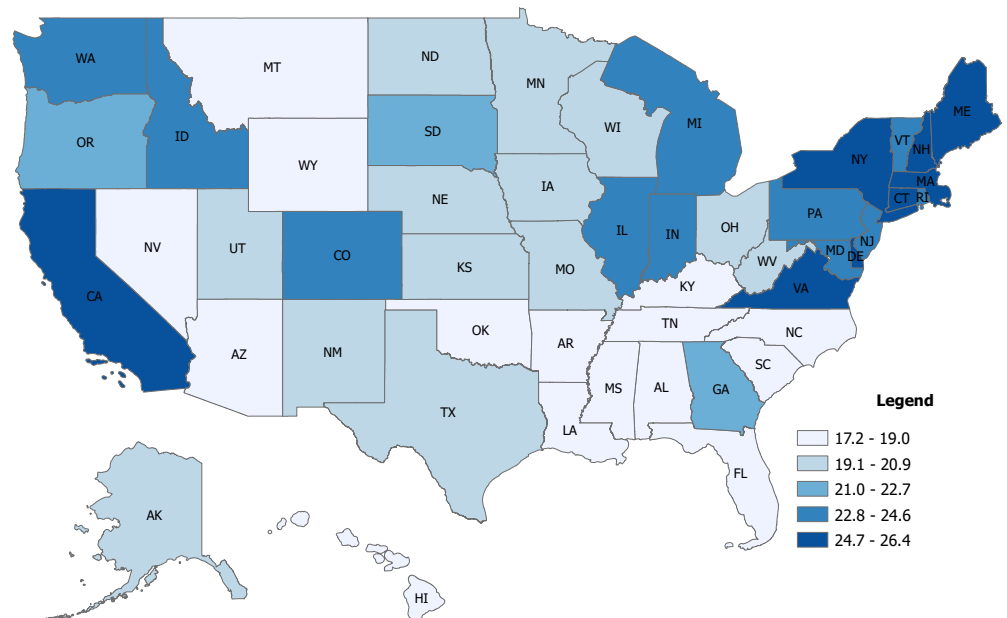 WA
MT
ND
MN
ME
OR
ID
SD
WI
MI
VT
NH
WY
NY
MA
CT
RI
NE
IA
PA
NV
UT
CO
IL
IN
OH
NJ
MD
DE
KS
MO
WV
CA
KY
VA
AZ
NM
OK
AR
TN
NC
SC
TX
MS
AL
GA
LA
FL
AK
HI
Legend
17.2 - 19.0
19.1 - 20.9
21.0 - 22.7
22.8 - 24.6
24.7 - 26.4